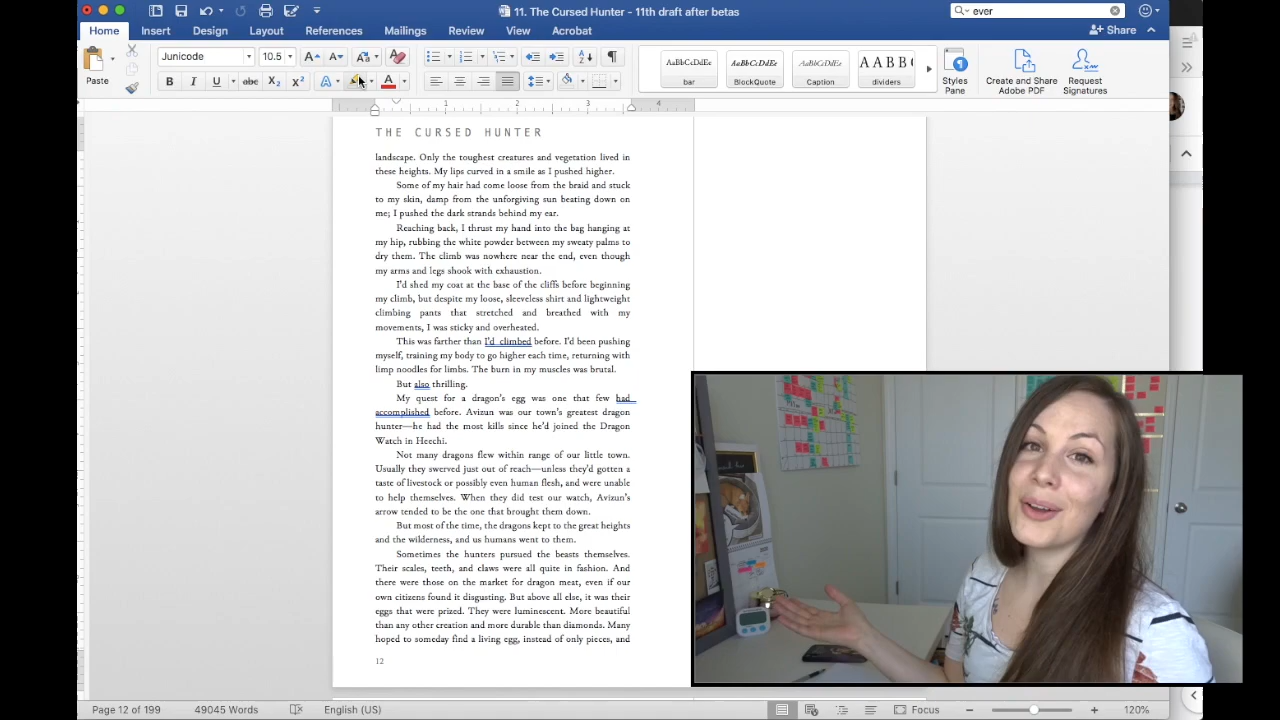 11. The Cursed Hunter - 11th draft after betas
ever
Home Insert Design Layout References Mailings Review View Acrobat
Share
Paste
Junicode 10.5
AaBbCcDdEe AaBbCcDdEe AaBbCcDdEe AABB(
bar BlockQuote Caption dividers
Styles Pane
Create and Share Adobe PDF
Request Signatures
1 2 3 4
THE CURSED HUNTER
landscape. Only the toughest creatures and vegetation lived in
these heights. My lips curved in a smile as I pushed higher.
Some of my hair had come loose from the braid and stuck
to my skin, damp from the unforgiving sun beating down on
me; I pushed the dark strands behind my ear.
Reaching back, I thrust my hand into the bag hanging at
my hip, rubbing the white powder between my sweaty palms to
dry them. The climb was nowhere near the end, even though
my arms and legs shook with exhaustion.
I'd shed my coat at the base of the cliffs before beginning
my climb, but despite my loose, sleeveless shirt and lightweight
climbing pants that stretched and breathed with my
movements, I was sticky and overheated.
This was farther than I'd climbed before. I'd been pushing
myself, training my body to go higher each time, returning with
limp noodles for limbs. The burn in my muscles was brutal.
But also thrilling.
My quest for a dragon's egg was one that few had
accomplished before. Avizun was our town's greatest dragon
hunter—he had the most kills since he'd joined the Dragon
Watch in Heechi.
Not many dragons flew within range of our little town.
Usually they swerved just out of reach—unless they'd gotten a
taste of livestock or possibly even human flesh, and were unable
to help themselves. When they did test our watch, Avizun's
arrow tended to be the one that brought them down.
But most of the time, the dragons kept to the great heights
and the wilderness, and us humans went to them.
Sometimes the hunters pursued the beasts themselves.
Their scales, teeth, and claws were all quite in fashion. And
there were those on the market for dragon meat, even if our
own citizens found it disgusting. But above all else, it was their
eggs that were prized. They were luminescent. More beautiful
than any other creation and more durable than diamonds. Many
hoped to someday find a living egg, instead of only pieces, and
12
Page 12 of 199 49045 Words English (US) Focus 120%